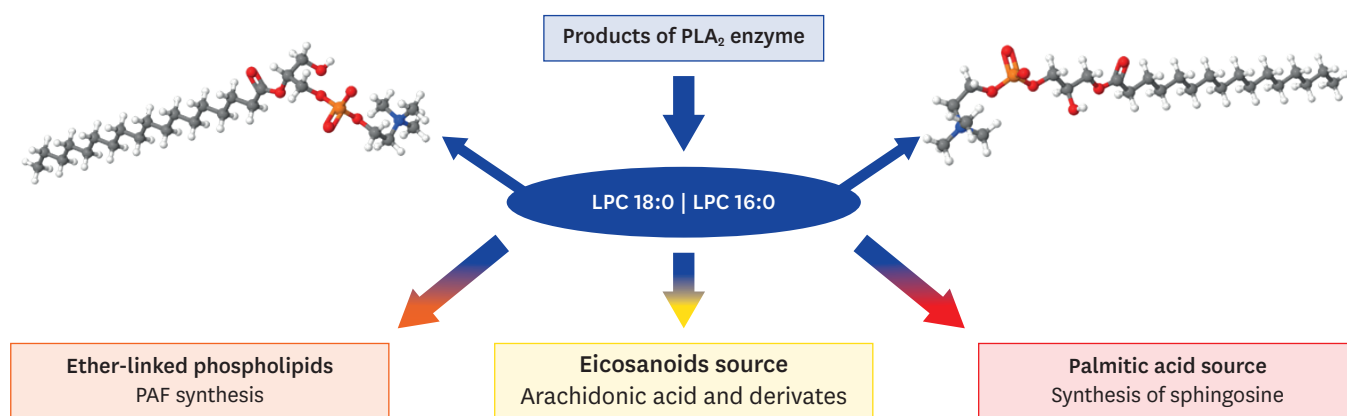 Products of PLA₂ enzyme
LPC 18:0 | LPC 16:0
Ether-linked phospholipids
PAF synthesis
Eicosanoids source
Arachidonic acid and derivates
Palmitic acid source
Synthesis of sphingosine